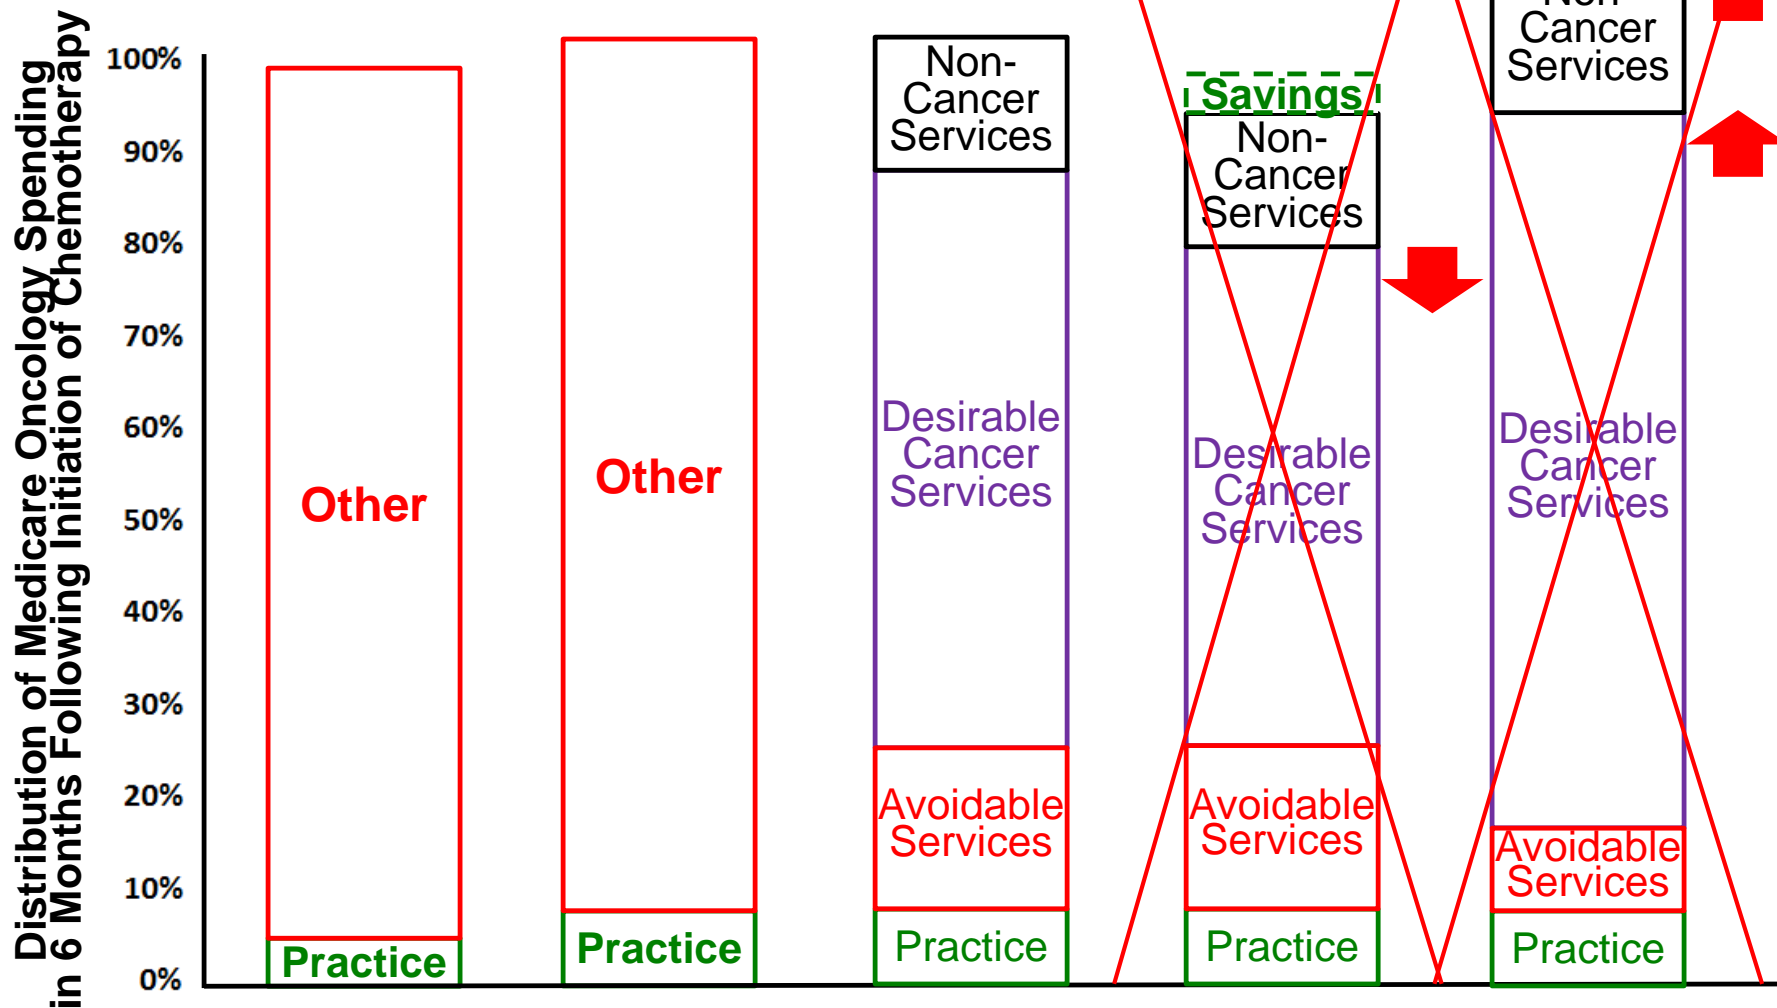 Distribution of Medicare Oncology Spending
in 6 Months Following Initiation of Chemotherapy
100%
90%
80%
70%
60%
50%
40%
30%
20%
10%
0%
Other
Practice
Other
Practice
Non-
Cancer
Services
Desirable
Cancer
Services
Avoidable
Services
Practice
Savings
Non-
Cancer
Services
Desirable
Cancer
Services
Avoidable
Services
Practice
Non-
Cancer
Services
Desirable
Cancer
Services
Avoidable
Services
Practice